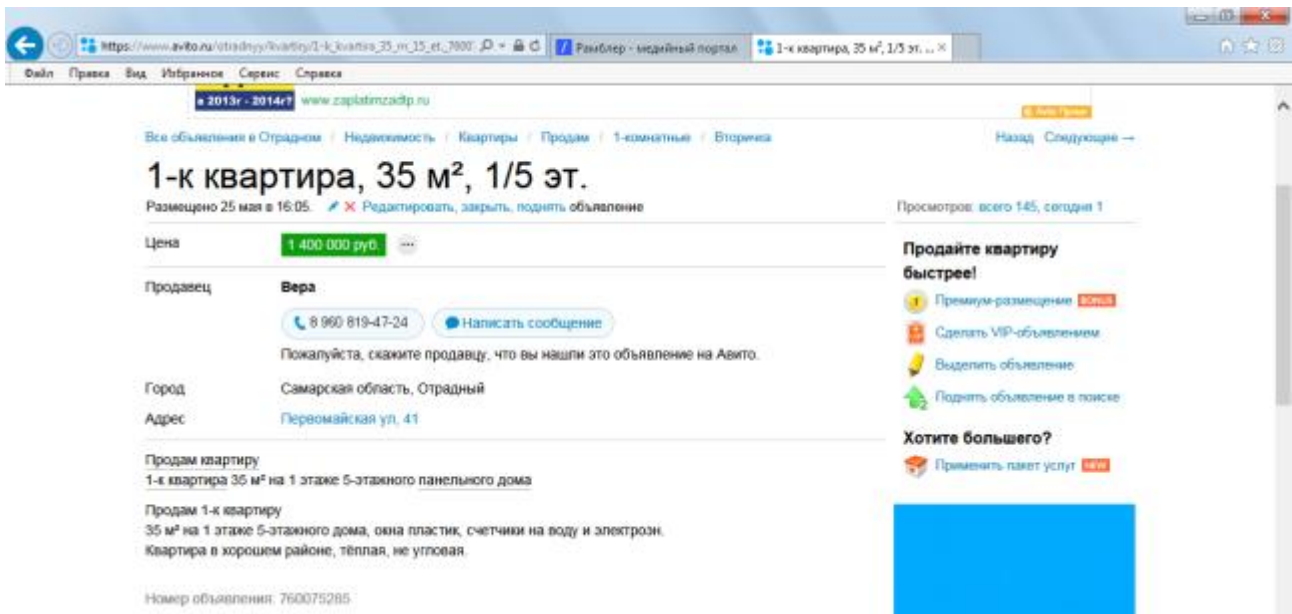 https://www.avito.ru/otradnyy/kvartiry/1-k_kvartira_35_m_15_et._7600
Рамблер - медийный портал
1-к квартира, 35 м², 1/5 эт. ...
Файл Правка Вид Избранное Сервис Справка
в 2013г - 2014г? www.zaplatimzadtp.ru
Все объявления в Отрадном / Недвижимость / Квартиры / Продам / 1-комнатные / Вторичка
Назад Следующее →
1-к квартира, 35 м², 1/5 эт.
Размещено 25 мая в 16:05. Редактировать, закрыть, поднять объявление
Просмотров: всего 145, сегодня 1
Цена 1 400 000 руб. ...
Продайте квартиру
быстрее!
Продавец Вера
Премиум-размещение BONUS
8 960 819-47-24 Написать сообщение
Сделать VIP-объявлением
Пожалуйста, скажите продавцу, что вы нашли это объявление на Авито.
Выделить объявление
Город Самарская область, Отрадный
Поднять объявление в поиске
Адрес Первомайская ул, 41
Хотите большего?
Применить пакет услуг NEW
Продам квартиру
1-к квартира 35 м² на 1 этаже 5-этажного панельного дома
Продам 1-к квартиру
35 м² на 1 этаже 5-этажного дома, окна пластик, счетчики на воду и электроэн.
Квартира в хорошем районе, тёплая, не угловая.
Номер объявления: 760075285